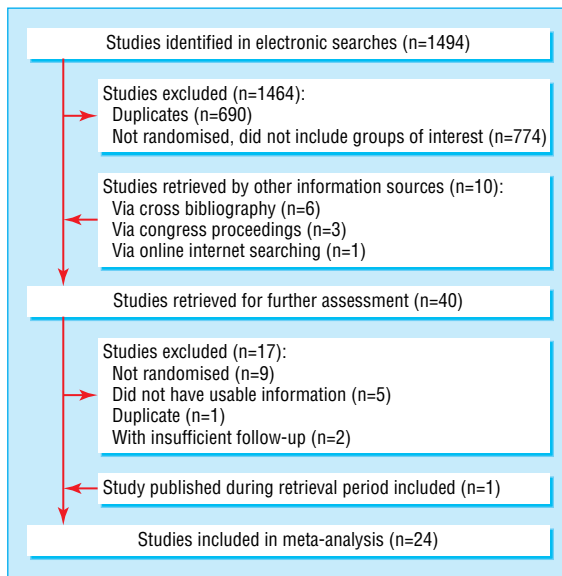 Studies identified in electronic searches (n=1494)
Studies excluded (n=1464):
Duplicates (n=690)
Not randomised, did not include groups of interest (n=774)
Studies retrieved by other information sources (n=10):
Via cross bibliography (n=6)
Via congress proceedings (n=3)
Via online internet searching (n=1)
Studies retrieved for further assessment (n=40)
Studies excluded (n=17):
Not randomised (n=9)
Did not have usable information (n=5)
Duplicate (n=1)
With insufficient follow-up (n=2)
Study published during retrieval period included (n=1)
Studies included in meta-analysis (n=24)